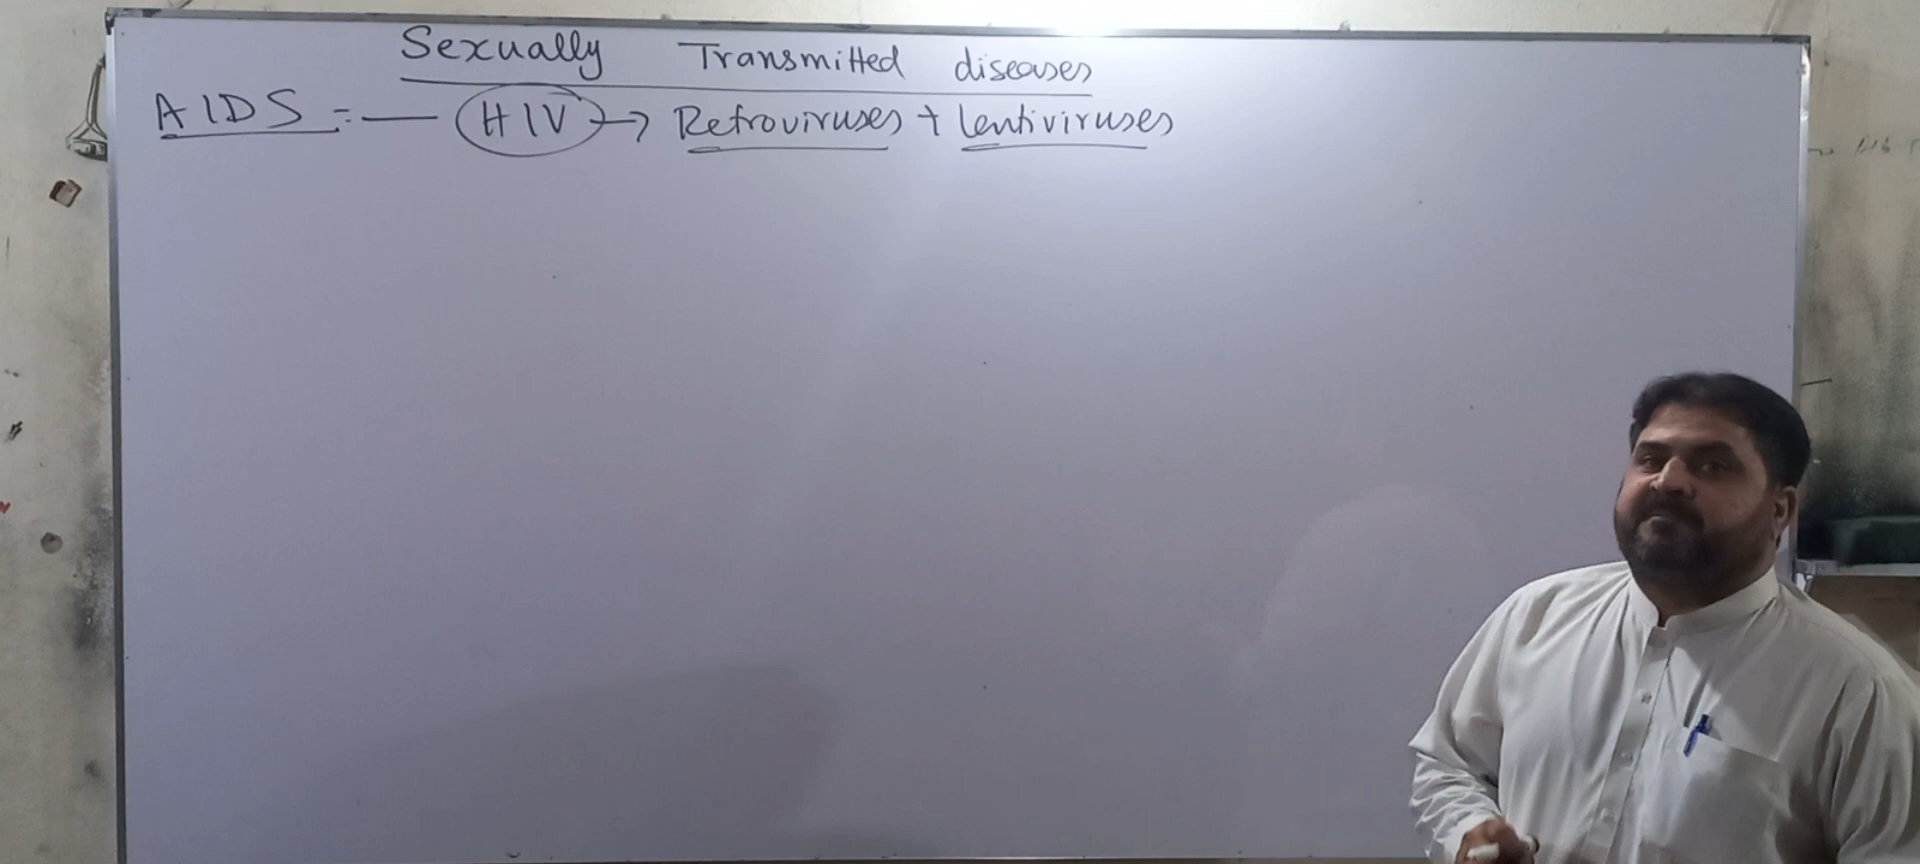 Sexually Transmitted diseases
AIDS :— HIV → Retroviruses + lentiviruses